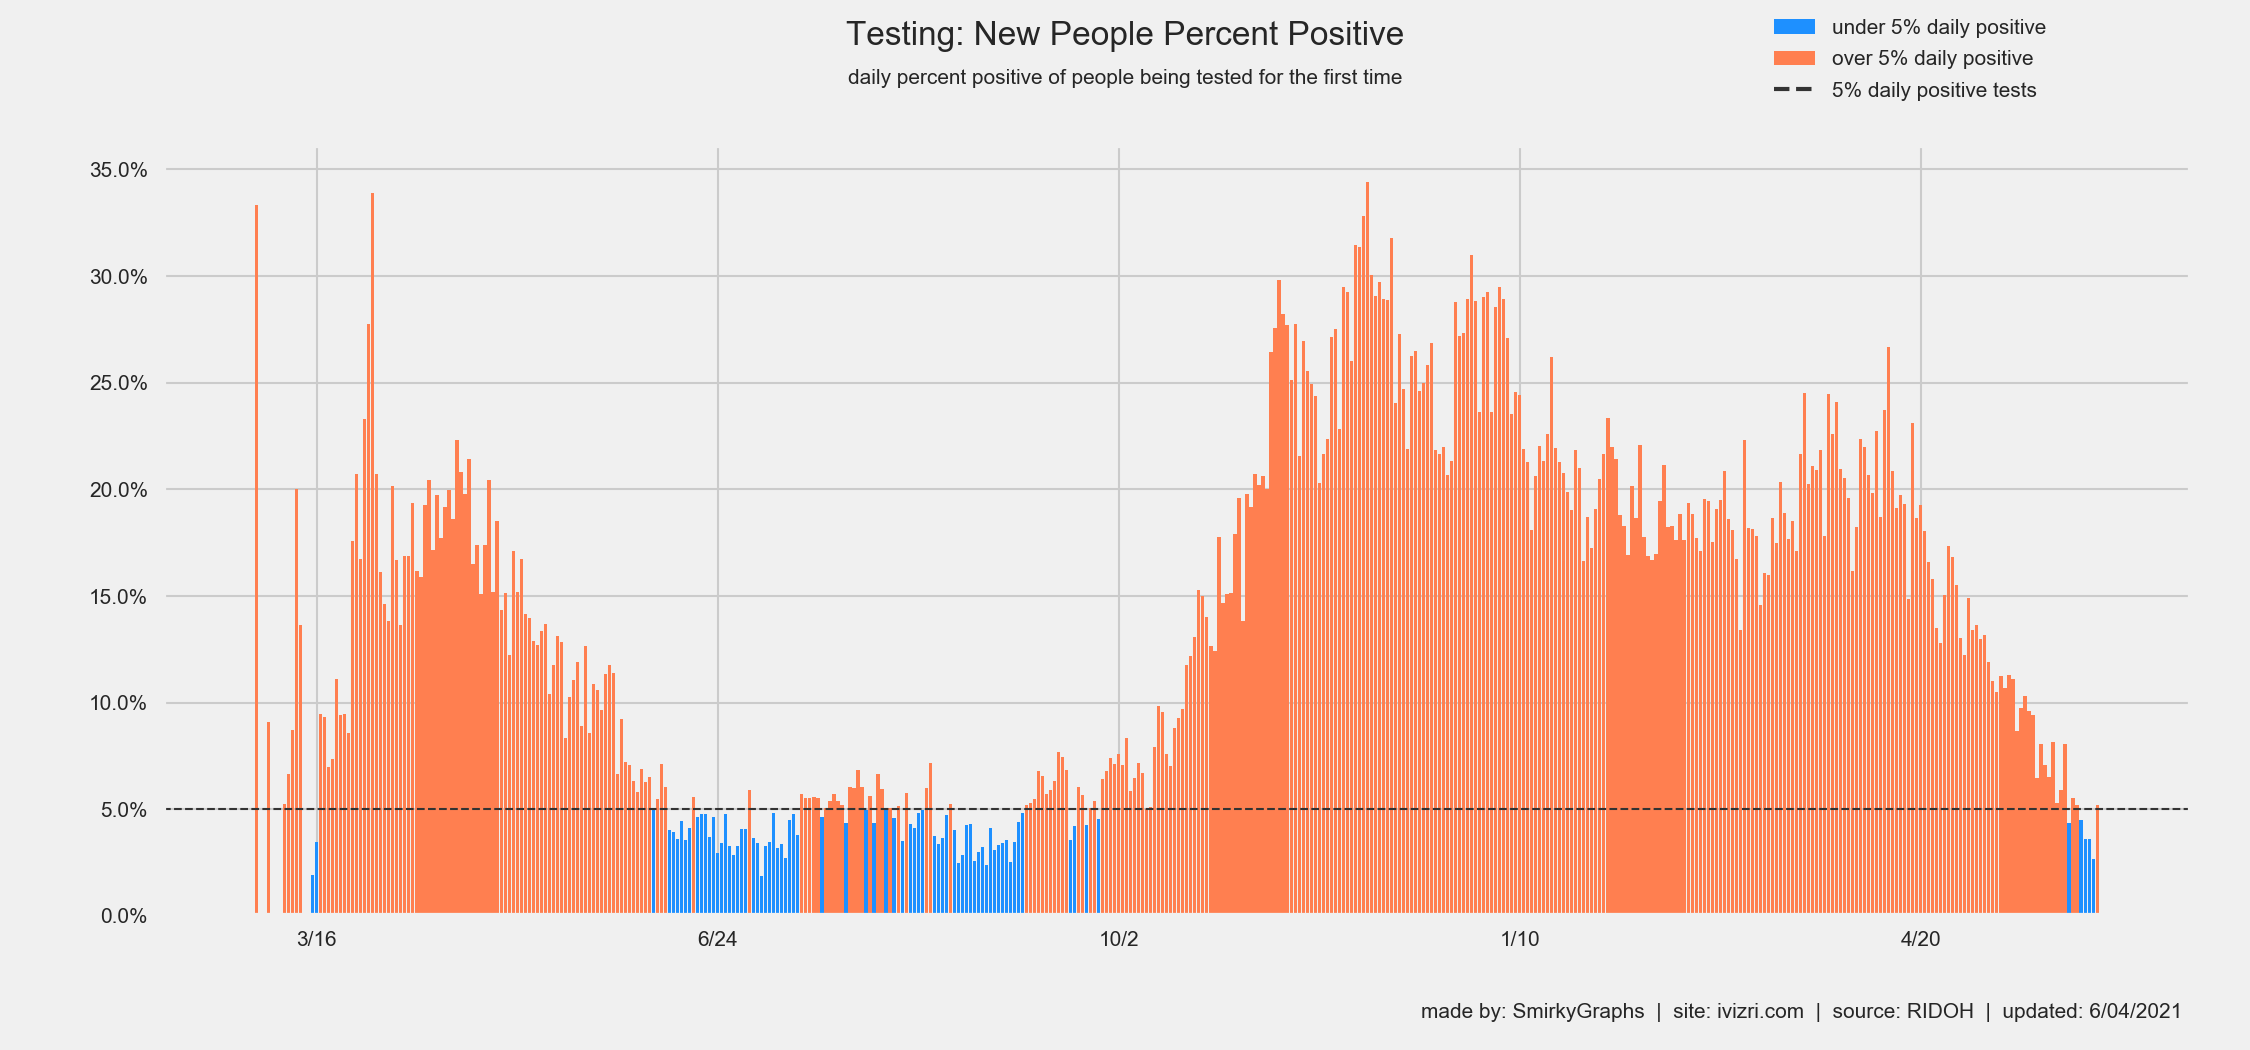 Testing: New People Percent Positive
daily percent positive of people being tested for the first time
under 5% daily positive
over 5% daily positive
5% daily positive tests
35.0%
30.0%
25.0%
20.0%
15.0%
10.0%
5.0%
0.0%
3/16
6/24
10/2
1/10
4/20
made by: SmirkyGraphs | site: ivizri.com | source: RIDOH | updated: 6/04/2021